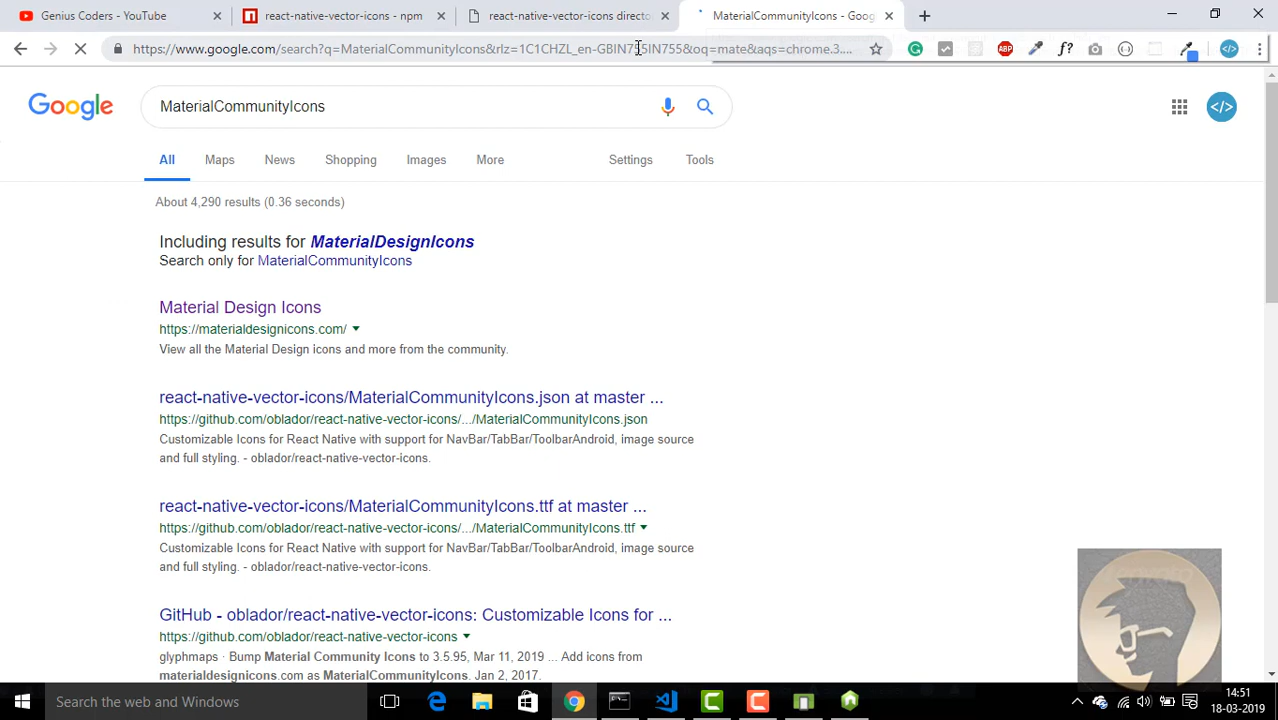 Genius Coders - YouTube
react-native-vector-icons - npm
react-native-vector-icons directo
MaterialCommunityIcons - Goog
https://www.google.com/search?q=MaterialCommunityIcons&rlz=1C1CHZL_en-GBIN755IN755&oq=mate&aqs=chrome.3....
ABP
f?
Google
MaterialCommunityIcons
All
Maps
News
Shopping
Images
More
Settings
Tools
About 4,290 results (0.36 seconds)
Including results for MaterialDesignIcons
Search only for MaterialCommunityIcons
Material Design Icons
https://materialdesignicons.com/
View all the Material Design icons and more from the community.
react-native-vector-icons/MaterialCommunityIcons.json at master ...
https://github.com/oblador/react-native-vector-icons/.../MaterialCommunityIcons.json
Customizable Icons for React Native with support for NavBar/TabBar/ToolbarAndroid, image source
and full styling. - oblador/react-native-vector-icons.
react-native-vector-icons/MaterialCommunityIcons.ttf at master ...
https://github.com/oblador/react-native-vector-icons/.../MaterialCommunityIcons.ttf
Customizable Icons for React Native with support for NavBar/TabBar/ToolbarAndroid, image source
and full styling. - oblador/react-native-vector-icons.
GitHub - oblador/react-native-vector-icons: Customizable Icons for ...
https://github.com/oblador/react-native-vector-icons
glyphmaps · Bump Material Community Icons to 3.5.95, Mar 11, 2019 ... Add icons from
materialdesignicons.com as MaterialCommunityIcons. Jan 2, 2017.
Search the Web and Windows
14:51
18-03-2019